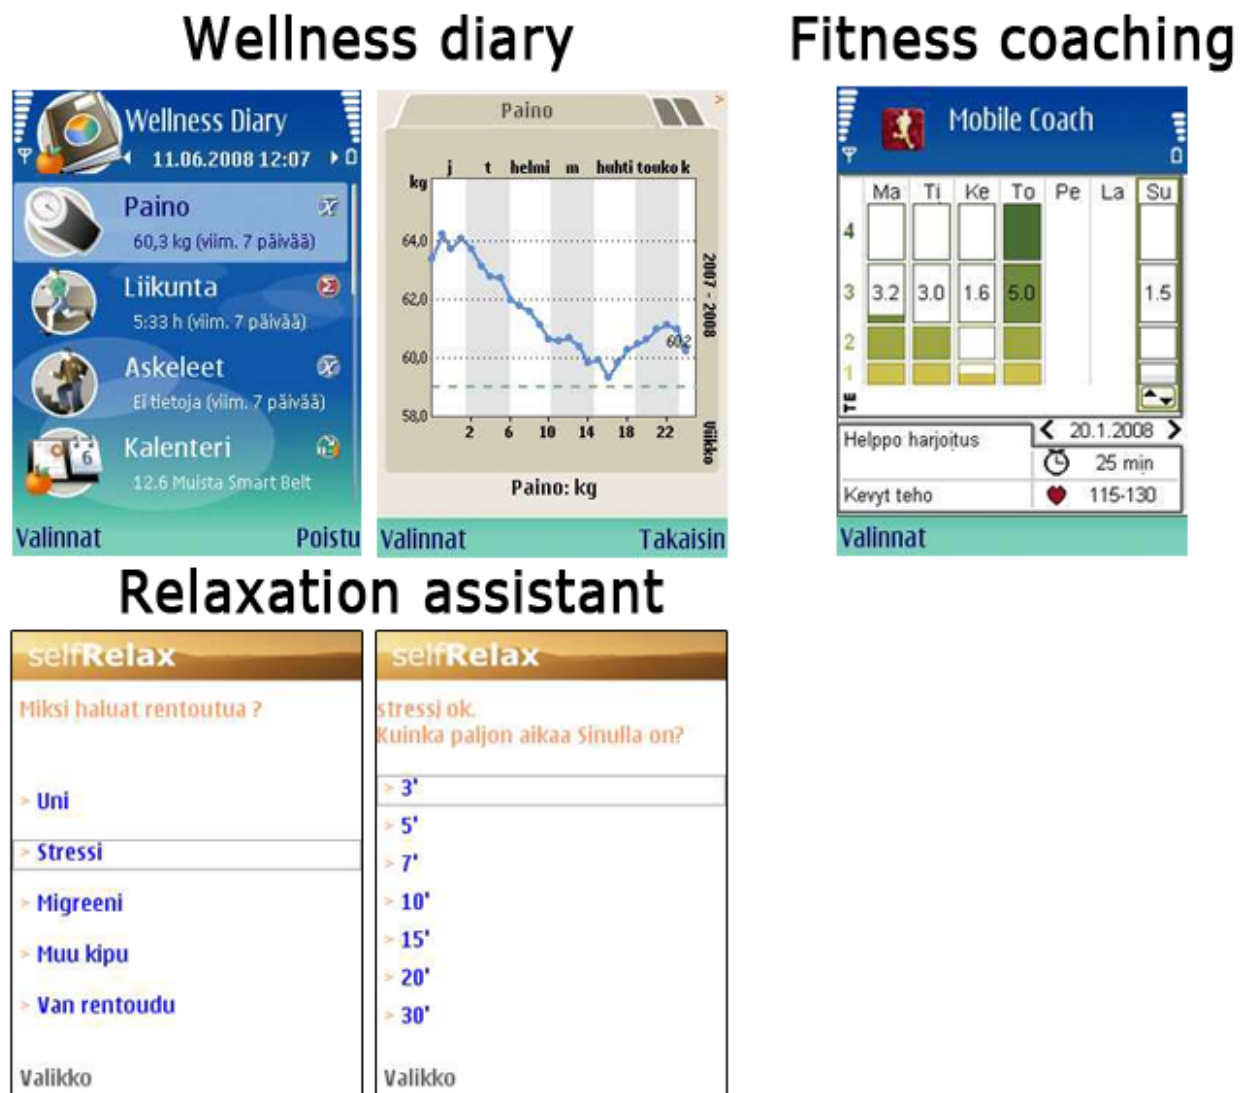 Wellness diary
Wellness Diary
11.06.2008 12:07
Paino
60,3 kg (viim. 7 päivää)
Liikunta
5:33 h (viim. 7 päivää)
Askeleet
Ei tietoja (viim. 7 päivää)
Kalenteri
12.6 Muista Smart Belt
Valinnat Poistu
Paino
j t helmi m huhti touko k
kg
64,0
62,0
60,0
58,0
60,2
2 6 10 14 18 22
2007 - 2008
Viikko
Paino: kg
Valinnat Takaisin
Fitness coaching
Mobile Coach
Ma Ti Ke To Pe La Su
4
3 3.2 3.0 1.6 5.0 1.5
2
1
TE
Helppo harjoitus
< 20.1.2008 >
25 min
Kevyt teho 115-130
Valinnat
Relaxation assistant
selfRelax
Miksi haluat rentoutua ?
> Uni
> Stressi
> Migreeni
> Muu kipu
> Van rentoudu
Valikko
selfRelax
stressi ok.
Kuinka paljon aikaa Sinulla on?
> 3'
> 5'
> 7'
> 10'
> 15'
> 20'
> 30'
Valikko